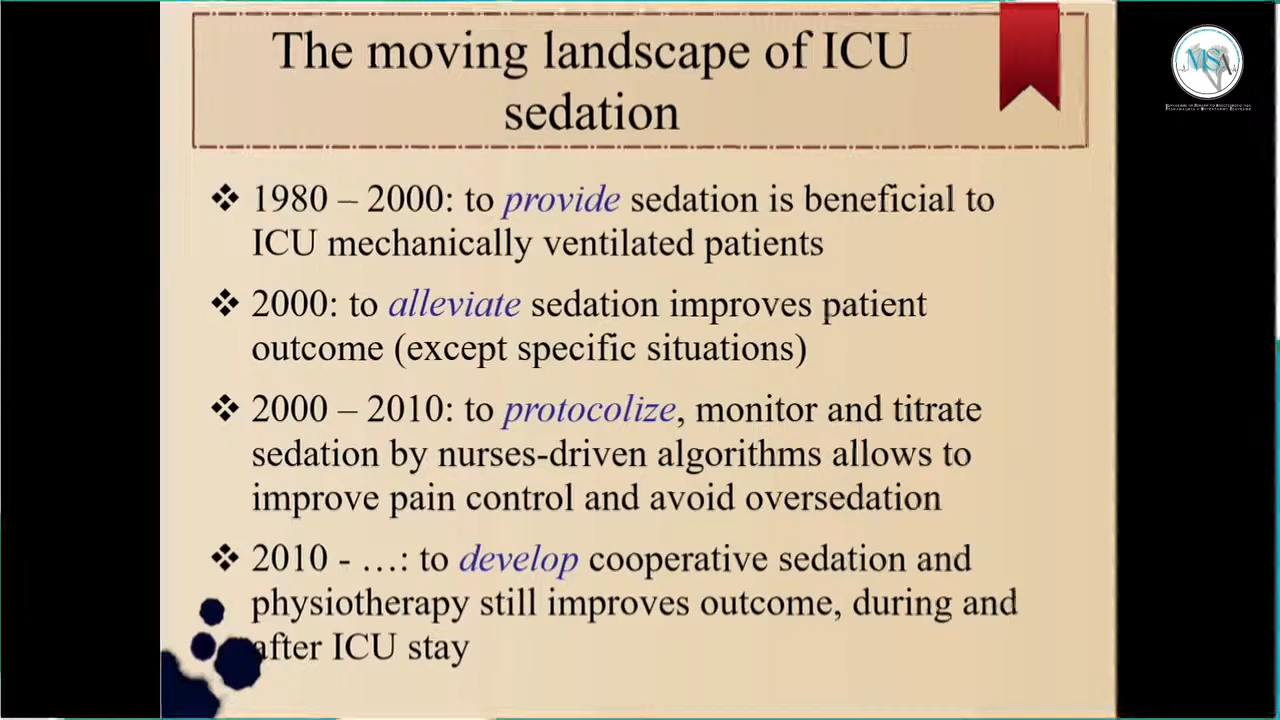 The moving landscape of ICU
sedation
❖ 1980 – 2000: to provide sedation is beneficial to
ICU mechanically ventilated patients
❖ 2000: to alleviate sedation improves patient
outcome (except specific situations)
❖ 2000 – 2010: to protocolize, monitor and titrate
sedation by nurses-driven algorithms allows to
improve pain control and avoid oversedation
❖ 2010 - …: to develop cooperative sedation and
physiotherapy still improves outcome, during and
after ICU stay
MSA